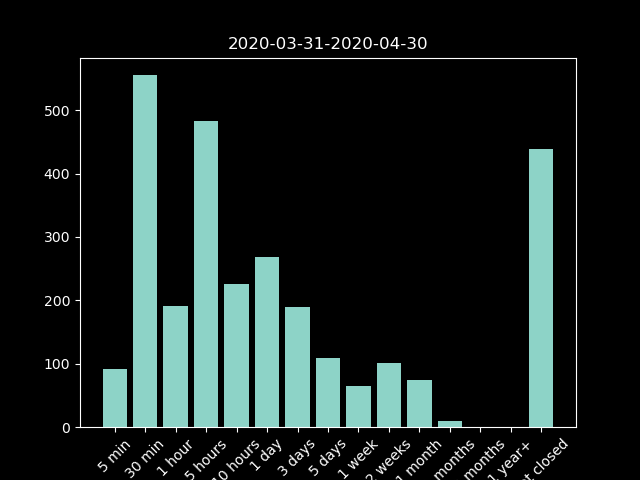 2020-03-31-2020-04-30
500
400
300
200
100
0
5 min
30 min
1 hour
5 hours
10 hours
1 day
3 days
5 days
1 week
2 weeks
1 month
months
months
1 year+
closed